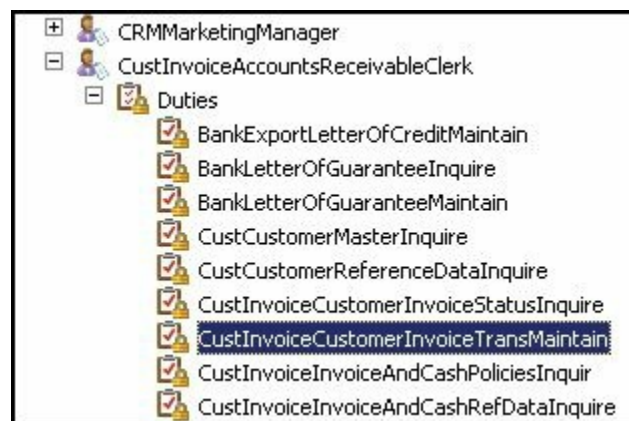 CRMMarketingManager
CustInvoiceAccountsReceivableClerk
Duties
BankExportLetterOfCreditMaintain
BankLetterOfGuaranteeInquire
BankLetterOfGuaranteeMaintain
CustCustomerMasterInquire
CustCustomerReferenceDataInquire
CustInvoiceCustomerInvoiceStatusInquire
CustInvoiceCustomerInvoiceTransMaintain
CustInvoiceInvoiceAndCashPoliciesInquir
CustInvoiceInvoiceAndCashRefDataInquire